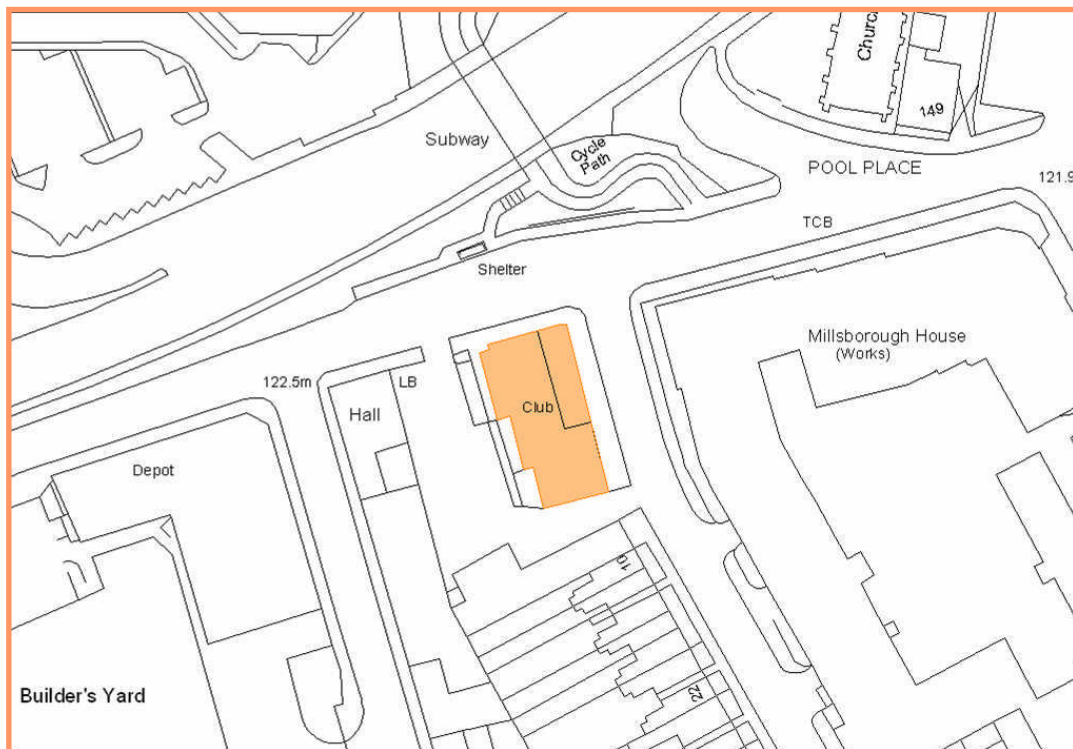 Church
149
Subway
Cycle
Path
POOL PLACE
121.9
TCB
Shelter
Millsborough House
(Works)
122.5m
LB
Hall
Club
Depot
10
22
Builder's Yard